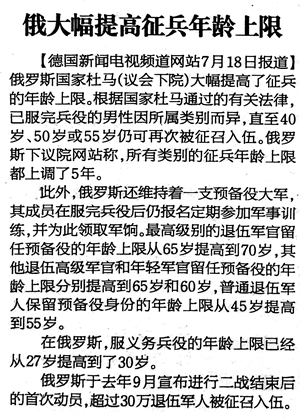 俄大幅提高征兵年龄上限
【德国新闻电视频道网站7月18日报道】
俄罗斯国家杜马(议会下院)大幅提高了征兵
的年龄上限。根据国家杜马通过的有关法律，
已服完兵役的男性因所属类别而异，直至40
岁、50岁或55岁仍可再次被征召入伍。俄罗
斯下议院网站称，所有类别的征兵年龄上限
都上调了5年。
此外，俄罗斯还维持着一支预备役大军，
其成员在服完兵役后仍报名定期参加军事训
练，并为此领取军饷。最高级别的退伍军官留
任预备役的年龄上限从65岁提高到70岁，其
他退伍高级军官和年轻军官留任预备役的年
龄上限分别提高到65岁和60岁，普通退伍军
人保留预备役身份的年龄上限从45岁提高
到55岁。
在俄罗斯，服义务兵役的年龄上限已经
从27岁提高到了30岁。
俄罗斯于去年9月宣布进行二战结束后
的首次动员，超过30万退伍军人被征召入伍。